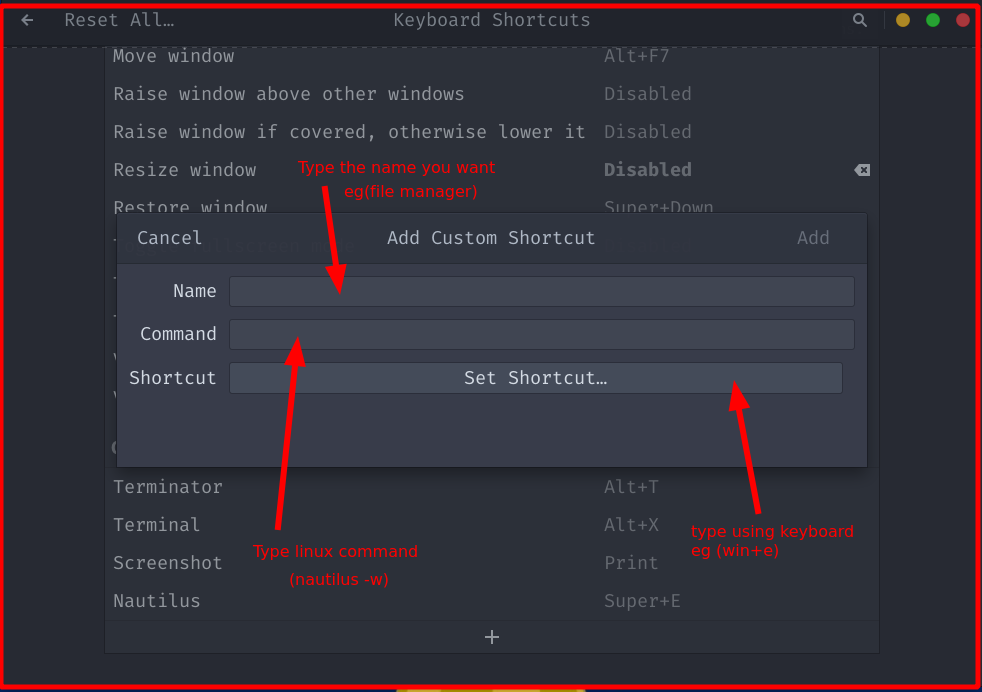 Reset All…
Keyboard Shortcuts
Move window Alt+F7
Raise window above other windows Disabled
Raise window if covered, otherwise lower it Disabled
Resize window Disabled
Type the name you want
eg(file manager)
Restore window Super+Down
Cancel Add Custom Shortcut Add
Name
Command
Shortcut Set Shortcut…
Terminator Alt+T
Terminal Alt+X
type using keyboard
eg (win+e)
Type linux command
(nautilus -w)
Screenshot Print
Nautilus Super+E
+